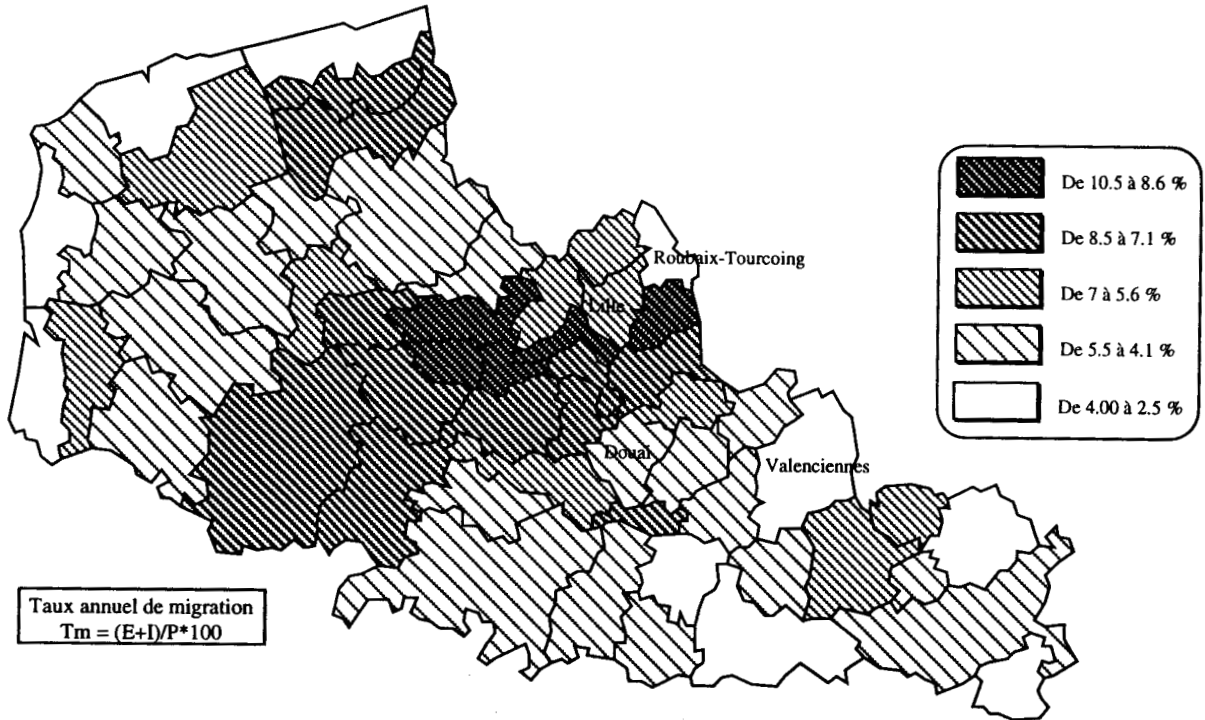 Roubaix-Tourcoing
Lille
Douai
Valenciennes
De 10.5 à 8.6 %
De 8.5 à 7.1 %
De 7 à 5.6 %
De 5.5 à 4.1 %
De 4.00 à 2.5 %
Taux annuel de migration
Tm = (E+I)/P*100